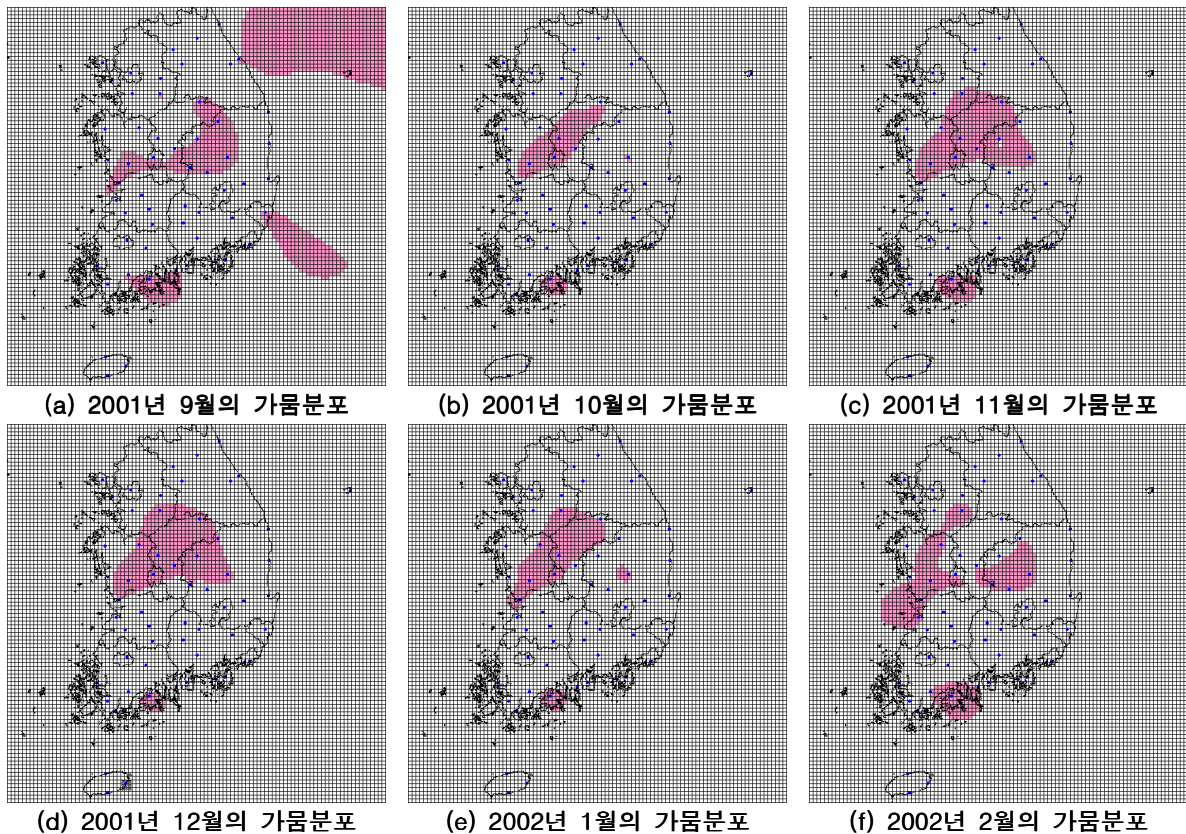 (a) 2001년 9월의 가뭄분포
(b) 2001년 10월의 가뭄분포
(c) 2001년 11월의 가뭄분포
(d) 2001년 12월의 가뭄분포
(e) 2002년 1월의 가뭄분포
(f) 2002년 2월의 가뭄분포